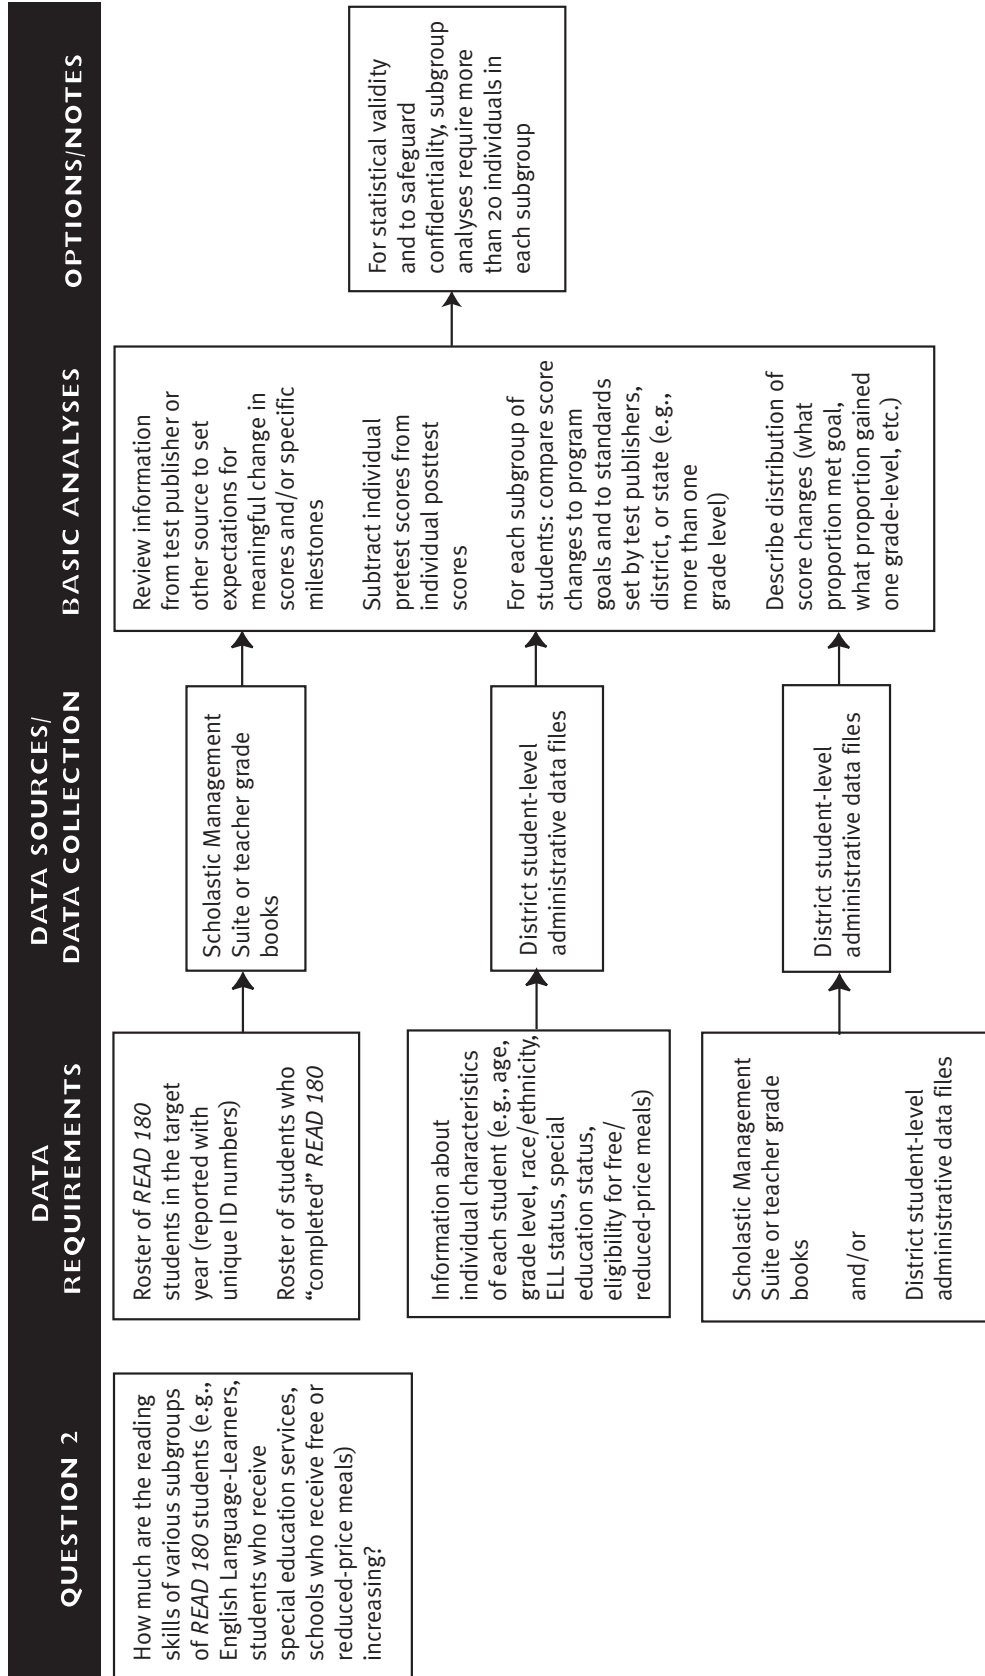 QUESTION 2
DATA
REQUIREMENTS
DATA SOURCES/
DATA COLLECTION
BASIC ANALYSES
OPTIONS/NOTES
How much are the reading
skills of various subgroups
of READ 180 students (e.g.,
English Language-Learners,
students who receive
special education services,
schools who receive free or
reduced-price meals)
increasing?
Roster of READ 180
students in the target
year (reported with
unique ID numbers)
Roster of students who
“completed” READ 180
Information about
individual characteristics
of each student (e.g., age,
grade level, race/ethnicity,
ELL status, special
education status,
eligibility for free/
reduced-price meals)
Scholastic Management
Suite or teacher grade
books
and/or
District student-level
administrative data files
Scholastic Management
Suite or teacher grade
books
District student-level
administrative data files
District student-level
administrative data files
Review information
from test publisher or
other source to set
expectations for
meaningful change in
scores and/or specific
milestones
Subtract individual
pretest scores from
individual posttest
scores
For each subgroup of
students: compare score
changes to program
goals and to standards
set by test publishers,
district, or state (e.g.,
more than one
grade level)
Describe distribution of
score changes (what
proportion met goal,
what proportion gained
one grade-level, etc.)
For statistical validity
and to safeguard
confidentiality, subgroup
analyses require more
than 20 individuals in
each subgroup